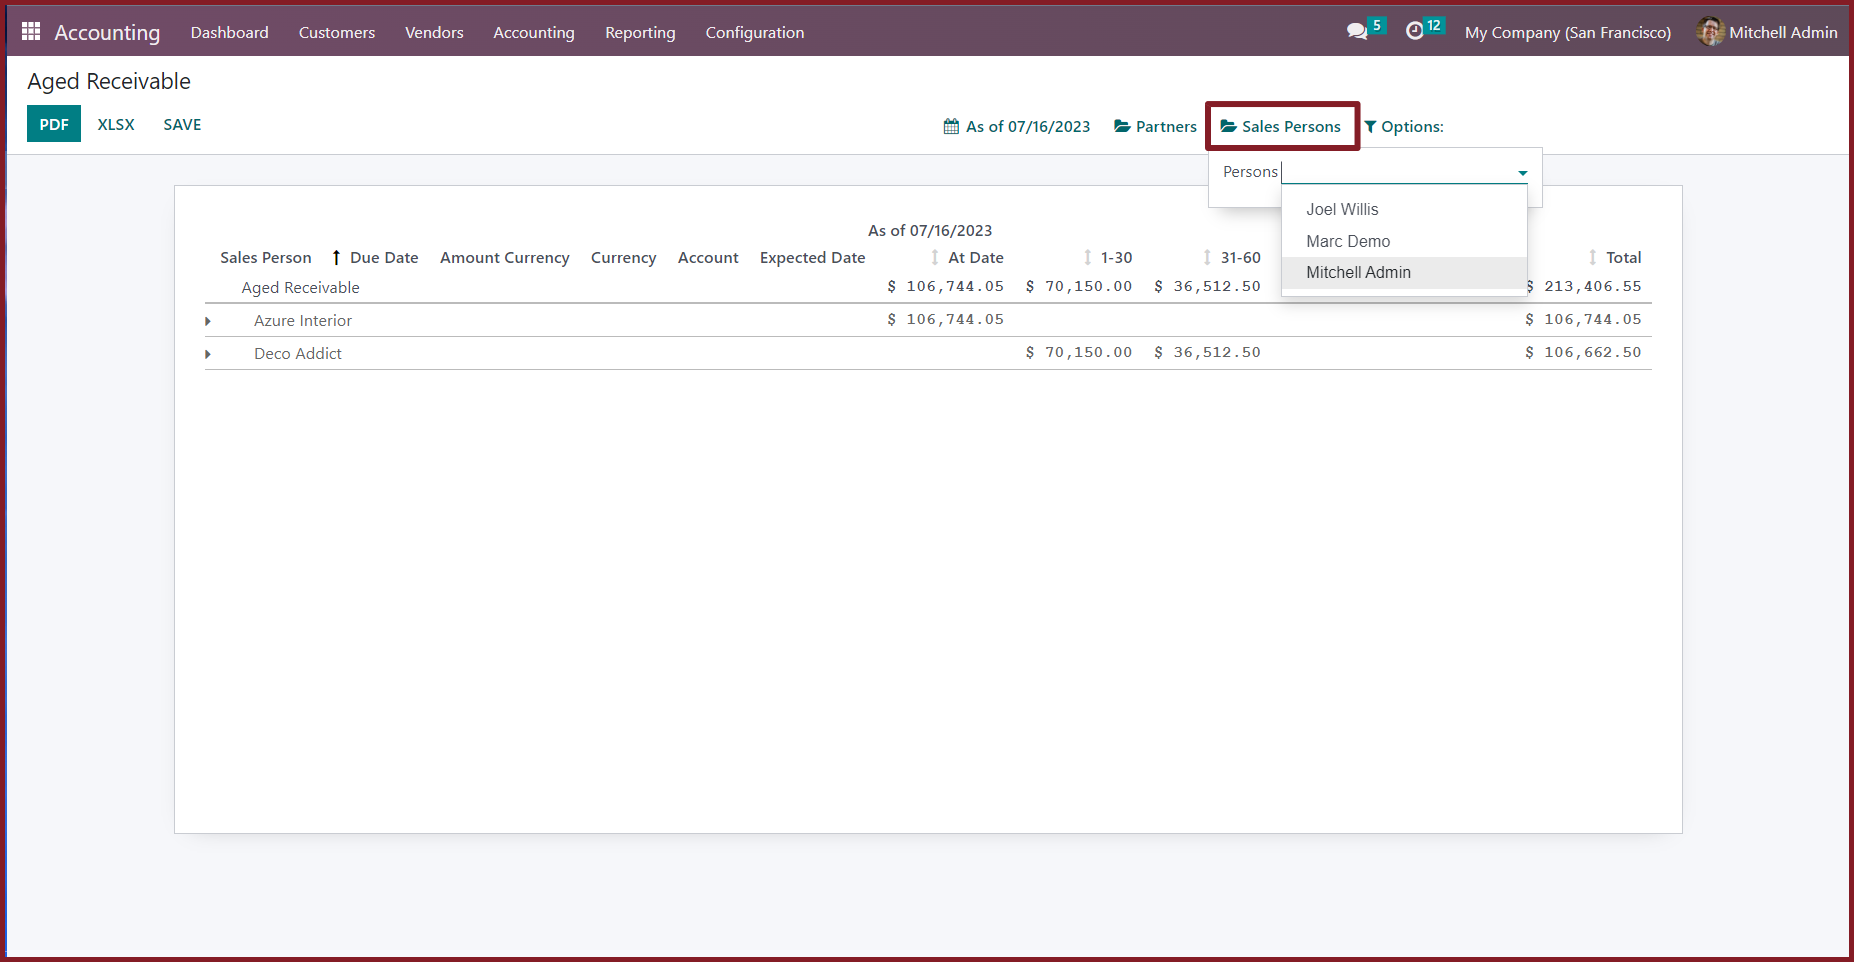 Accounting Dashboard Customers Vendors Accounting Reporting Configuration 5 12 My Company (San Francisco) Mitchell Admin
Aged Receivable
PDF XLSX SAVE As of 07/16/2023 Partners Sales Persons Options:
Persons
Joel Willis
Marc Demo
Mitchell Admin
As of 07/16/2023
Sales Person Due Date Amount Currency Currency Account Expected Date At Date 1-30 31-60 Total
Aged Receivable $ 106,744.05 $ 70,150.00 $ 36,512.50 $ 213,406.55
Azure Interior $ 106,744.05 $ 106,744.05
Deco Addict $ 70,150.00 $ 36,512.50 $ 106,662.50